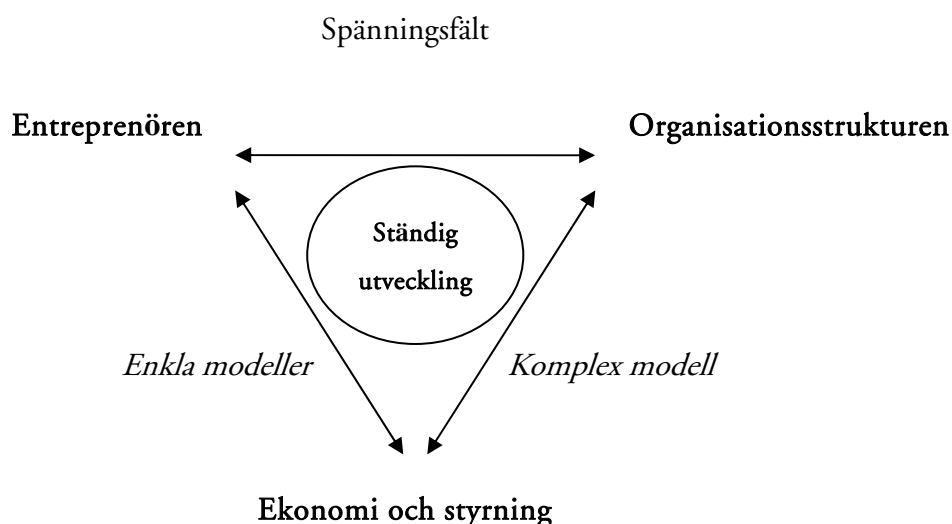 Spänningsfält
Entreprenören
Organisationsstrukturen
Ständig
utveckling
Enkla modeller
Komplex modell
Ekonomi och styrning